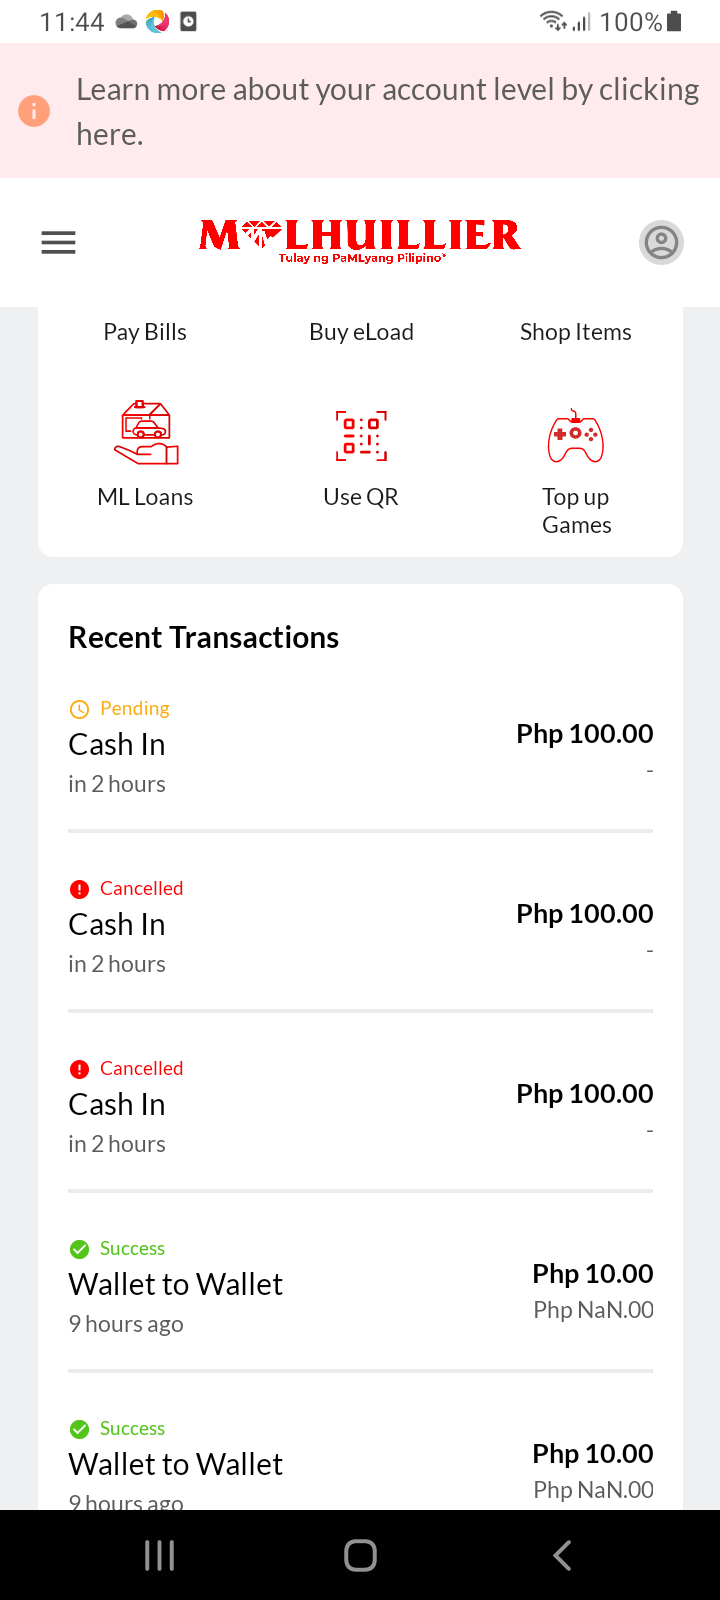 11:44
100%
Learn more about your account level by clicking
here.
MLHUILLIER
Tulay ng PaMLyang Pilipino
Pay Bills
Buy eLoad
Shop Items
ML Loans
Use QR
Top up
Games
Recent Transactions
Pending
Cash In
Php 100.00
in 2 hours
-
Cancelled
Cash In
Php 100.00
in 2 hours
-
Cancelled
Cash In
Php 100.00
in 2 hours
-
Success
Wallet to Wallet
Php 10.00
9 hours ago
Php NaN.00
Success
Wallet to Wallet
Php 10.00
9 hours ago
Php NaN.00